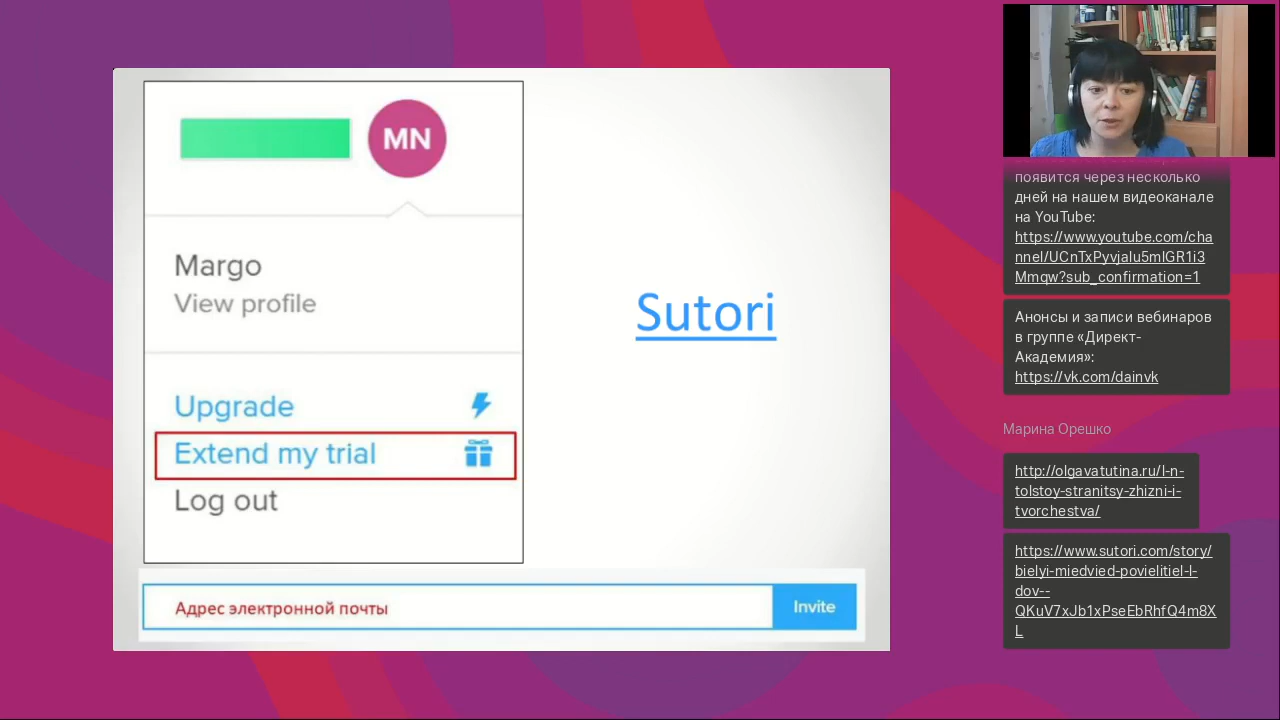 MN
Margo
View profile
Upgrade
Extend my trial
Log out
Sutori
Адрес электронной почты
Invite
появится через несколько
дней на нашем видеоканале
на YouTube:
https://www.youtube.com/cha
nnel/UCnTxPyvjalu5mlGR1i3
Mmqw?sub_confirmation=1
Анонсы и записи вебинаров
в группе «Директ-
Академия»:
https://vk.com/dainvk
Марина Орешко
http://olgavatutina.ru/l-n-
tolstoy-stranitsy-zhizni-i-
tvorchestva/
https://www.sutori.com/story/
bielyi-miedvied-povielitiel-l-
dov--
QKuV7xJb1xPseEbRhfQ4m8X
L